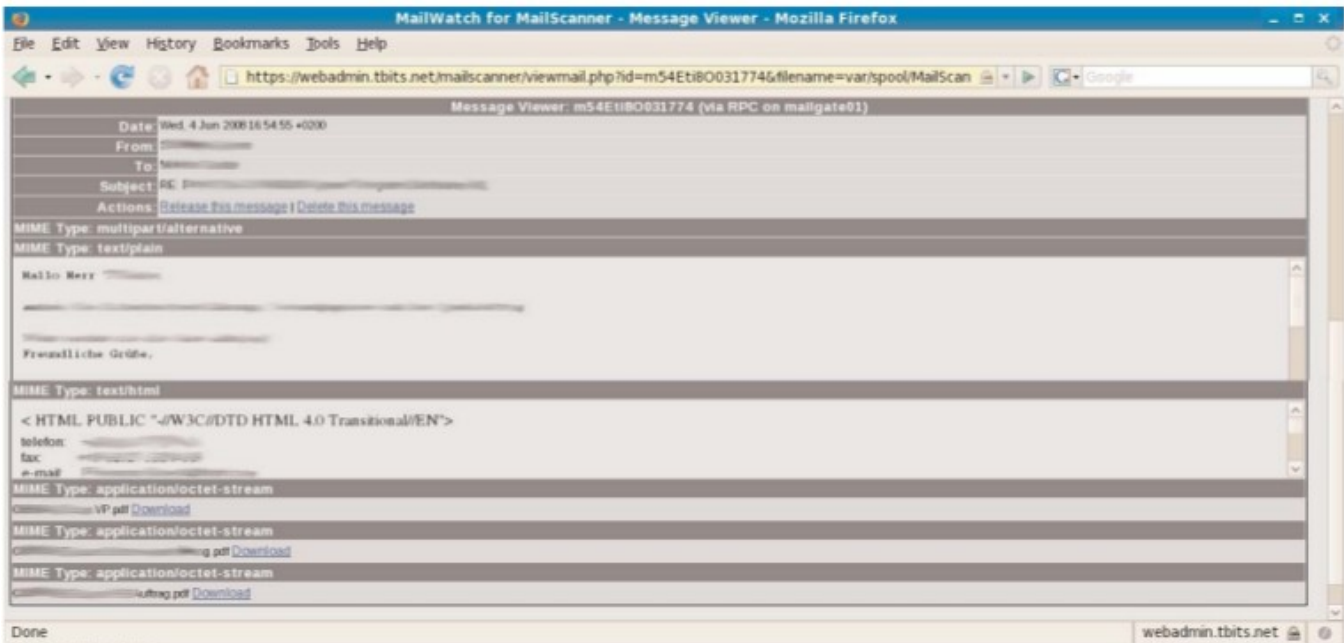 MailWatch for MailScanner - Message Viewer - Mozilla Firefox
File Edit View History Bookmarks Tools Help
https://webadmin.tbits.net/mailscanner/viewmail.php?id=m54Eti8O031774&filename=var/spool/MailScan
Google
Message Viewer: m54Eti8O031774 (via RPC on mailgate01)
Date: Wed, 4 Jun 2008 16:54:55 +0200
From:
To:
Subject: RE:
Actions: Release this message | Delete this message
MIME Type: multipart/alternative
MIME Type: text/plain
Hallo Herr
Freundliche Grüße,
MIME Type: text/html
< HTML PUBLIC "-//W3C//DTD HTML 4.0 Transitional//EN">
telefon:
fax:
e-mail:
MIME Type: application/octet-stream
VP.pdf Download
MIME Type: application/octet-stream
g.pdf Download
MIME Type: application/octet-stream
uftrag.pdf Download
Done
webadmin.tbits.net